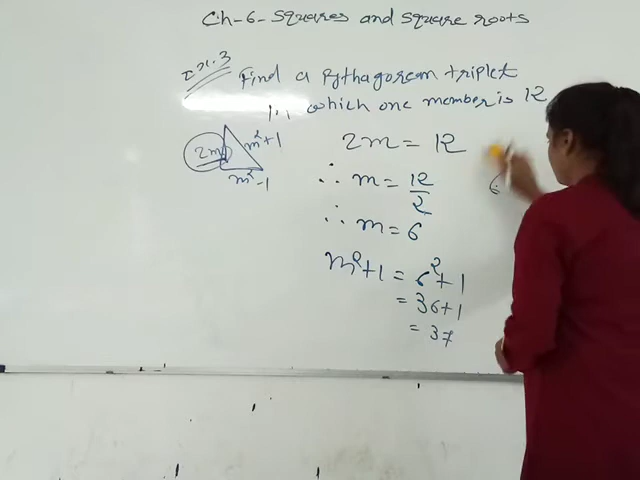 Ch-6- Squares and Square roots
Ex.3
Find a Pythagorean triplet
in which one member is 12
2m
m²+1
m²-1
2m = 12
∴ m = 12/2
∴ m = 6
m²+1 = 6²+1
= 36+1
= 37
6